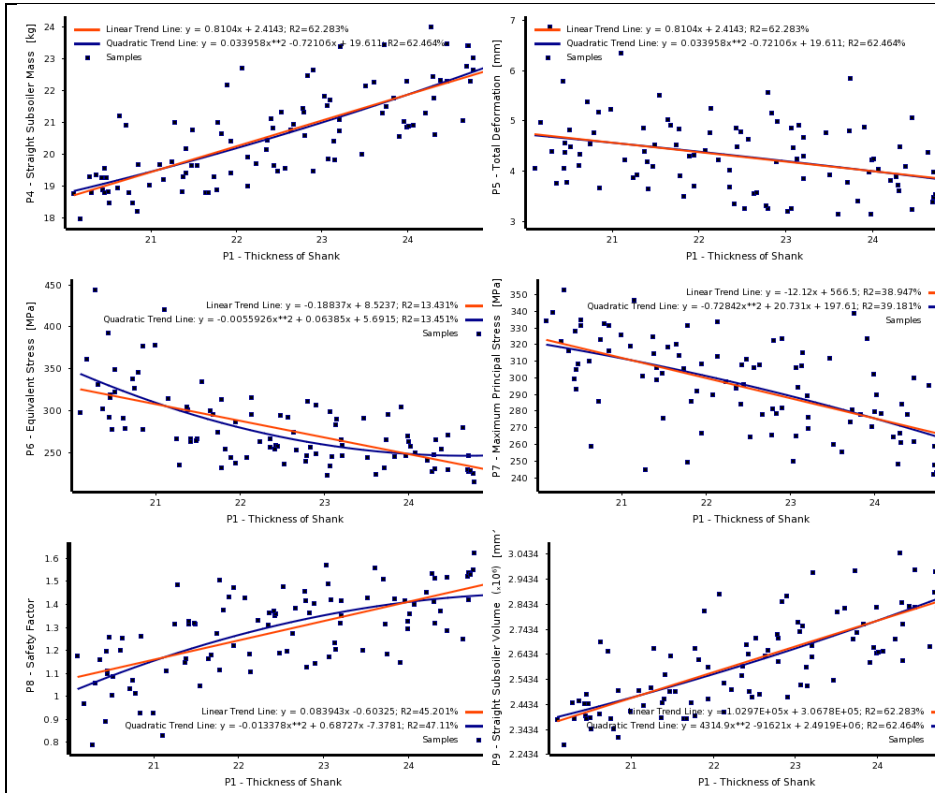 P4 - Straight Subsoiler Mass [kg]
24
23
22
21
20
19
18
Linear Trend Line: y = 0.8104x + 2.4143; R2=62.283%
Quadratic Trend Line: y = 0.033958x**2 -0.72106x + 19.611; R2=62.464%
Samples
21
22
23
24
P1 - Thickness of Shank
P5 - Total Deformation [mm]
7
6
5
4
3
Linear Trend Line: y = 0.8104x + 2.4143; R2=62.283%
Quadratic Trend Line: y = 0.033958x**2 -0.72106x + 19.611; R2=62.464%
Samples
21
22
23
24
P1 - Thickness of Shank
P6 - Equivalent Stress [MPa]
450
400
350
300
250
Linear Trend Line: y = -0.18837x + 8.5237; R2=13.431%
Quadratic Trend Line: y = -0.0055926x**2 + 0.06385x + 5.6915; R2=13.451%
Samples
21
22
23
24
P1 - Thickness of Shank
P7 - Maximum Principal Stress [MPa]
350
340
330
320
310
300
290
280
270
260
250
240
Linear Trend Line: y = -12.12x + 566.5; R2=38.947%
Quadratic Trend Line: y = -0.72842x**2 + 20.731x + 197.61; R2=39.181%
Samples
21
22
23
24
P1 - Thickness of Shank
P8 - Safety Factor
1.6
1.5
1.4
1.3
1.2
1.1
1
0.9
0.8
Linear Trend Line: y = 0.083943x -0.60325; R2=45.201%
Quadratic Trend Line: y = -0.013378x**2 + 0.68727x -7.3781; R2=47.11%
Samples
21
22
23
24
P1 - Thickness of Shank
P9 - Straight Subsoiler Volume (x10⁶) [mm³
3.0434
2.9434
2.8434
2.7434
2.6434
2.5434
2.4434
2.3434
2.2434
Linear Trend Line: y = 1.0297E+05x + 3.0678E+05; R2=62.283%
Quadratic Trend Line: y = 4314.9x**2 -91621x + 2.4919E+06; R2=62.464%
Samples
21
22
23
24
P1 - Thickness of Shank